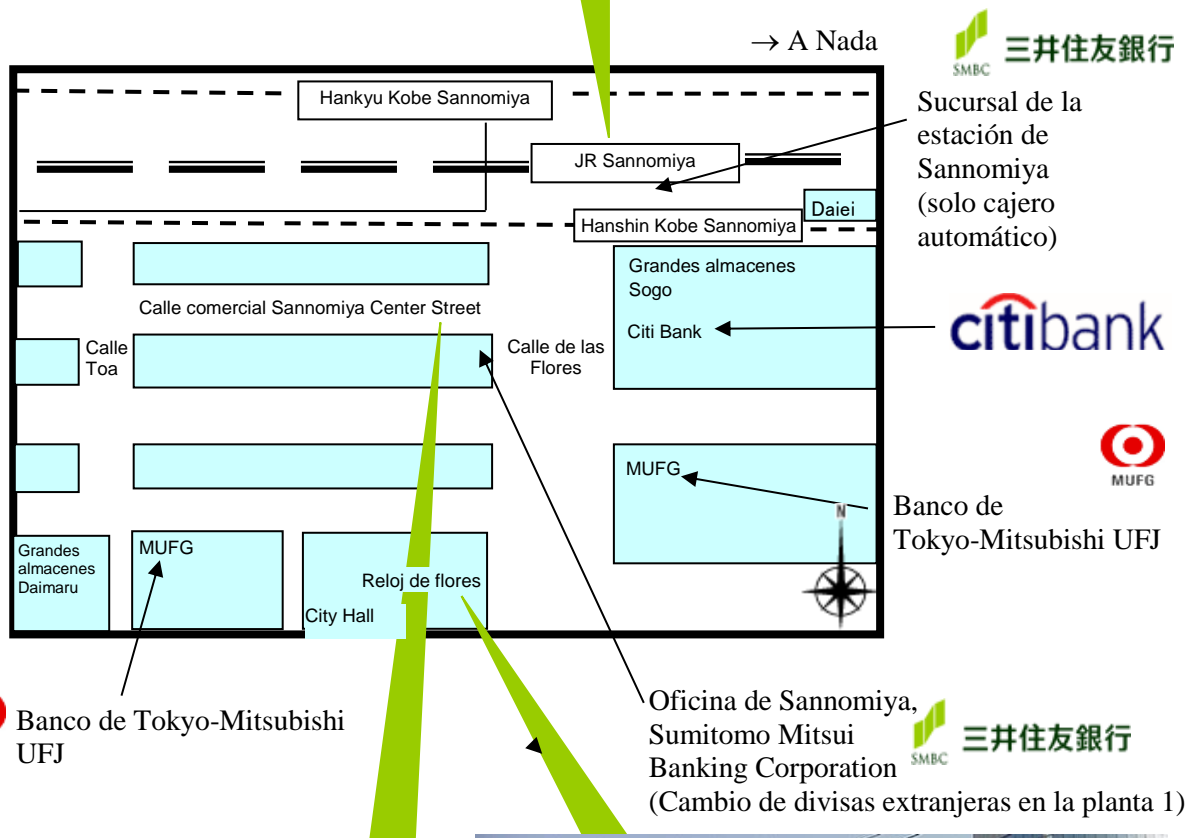 → A Nada
SMBC 三井住友銀行
Hankyu Kobe Sannomiya
Sucursal de la
estación de
Sannomiya
(solo cajero
automático)
JR Sannomiya
Daiei
Hanshin Kobe Sannomiya
Grandes almacenes
Sogo
Calle comercial Sannomiya Center Street
Citi Bank
citibank
Calle
Toa
Calle de las
Flores
MUFG
MUFG
Banco de
Tokyo-Mitsubishi UFJ
N
Grandes
almacenes
Daimaru
MUFG
Reloj de flores
City Hall
Banco de Tokyo-Mitsubishi
UFJ
Oficina de Sannomiya,
Sumitomo Mitsui
Banking Corporation
(Cambio de divisas extranjeras en la planta 1)
SMBC 三井住友銀行